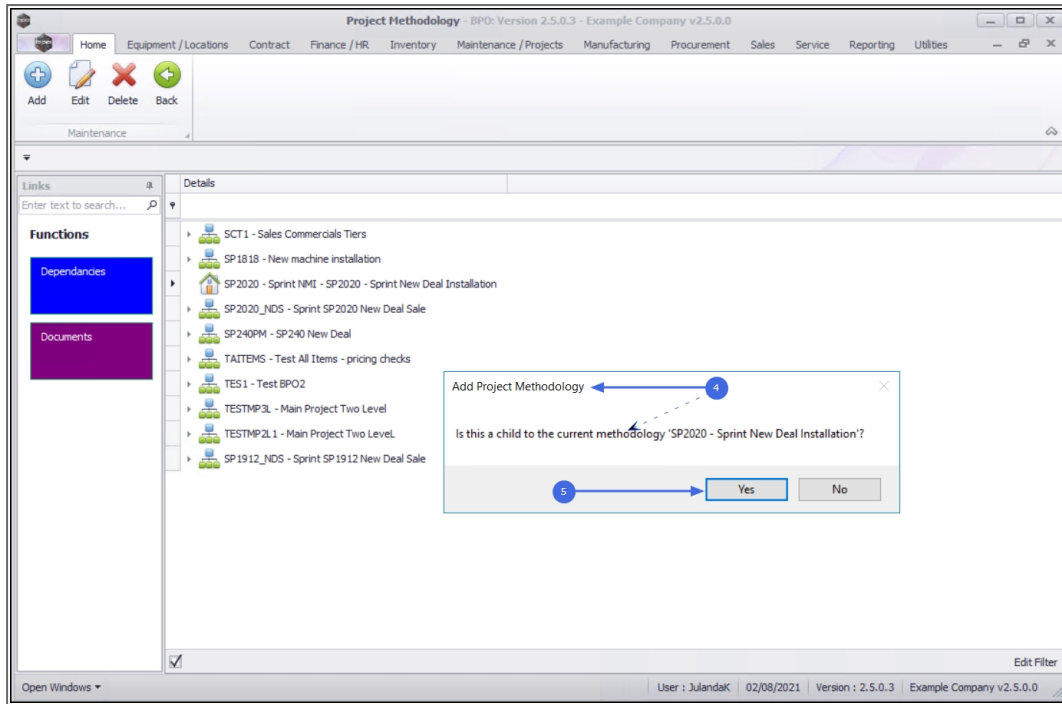 Project Methodology - BPO: Version 2.5.0.3 - Example Company v2.5.0.0
Home Equipment / Locations Contract Finance / HR Inventory Maintenance / Projects Manufacturing Procurement Sales Service Reporting Utilities
Add Edit Delete Back
Maintenance
Links
Enter text to search...
Functions
Dependancies
Documents
Details
SCT1 - Sales Commercials Tiers
SP1818 - New machine installation
SP2020 - Sprint NMI - SP2020 - Sprint New Deal Installation
SP2020_NDS - Sprint SP2020 New Deal Sale
SP240PM - SP240 New Deal
TAITEMS - Test All Items - pricing checks
TES1 - Test BPO2
TESTMP3L - Main Project Two Level
TESTMP2L1 - Main Project Two LeveL
SP1912_NDS - Sprint SP1912 New Deal Sale
Add Project Methodology
4
Is this a child to the current methodology 'SP2020 - Sprint New Deal Installation'?
5
Yes No
Edit Filter
Open Windows
User : JulandaK 02/08/2021 Version : 2.5.0.3 Example Company v2.5.0.0